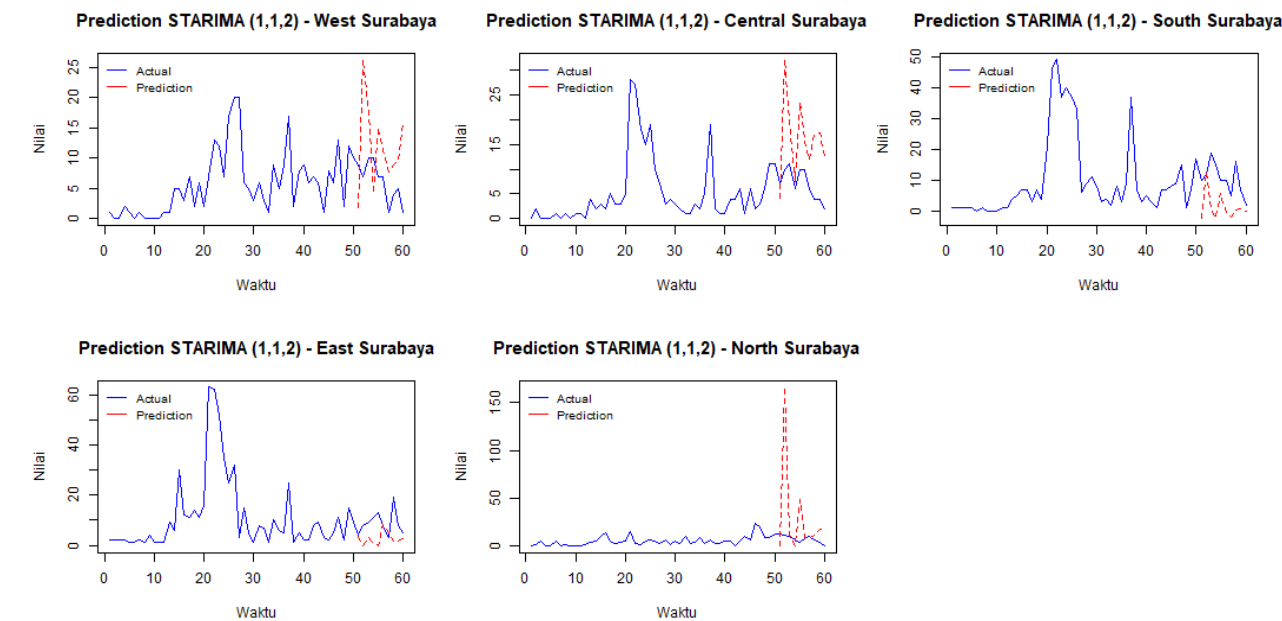 Prediction STARIMA (1,1,2) - West Surabaya
Nilai
25
20
15
10
5
0
Actual
Prediction
0 10 20 30 40 50 60
Waktu
Prediction STARIMA (1,1,2) - Central Surabaya
Nilai
25
15
5
0
Actual
Prediction
0 10 20 30 40 50 60
Waktu
Prediction STARIMA (1,1,2) - South Surabaya
Nilai
50
40
30
20
10
0
Actual
Prediction
0 10 20 30 40 50 60
Waktu
Prediction STARIMA (1,1,2) - East Surabaya
Nilai
60
40
20
0
Actual
Prediction
0 10 20 30 40 50 60
Waktu
Prediction STARIMA (1,1,2) - North Surabaya
Nilai
150
100
50
0
Actual
Prediction
0 10 20 30 40 50 60
Waktu